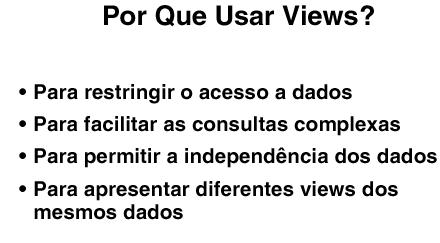 Por Que Usar Views?
• Para restringir o acesso a dados
• Para facilitar as consultas complexas
• Para permitir a independência dos dados
• Para apresentar diferentes views dos
mesmos dados